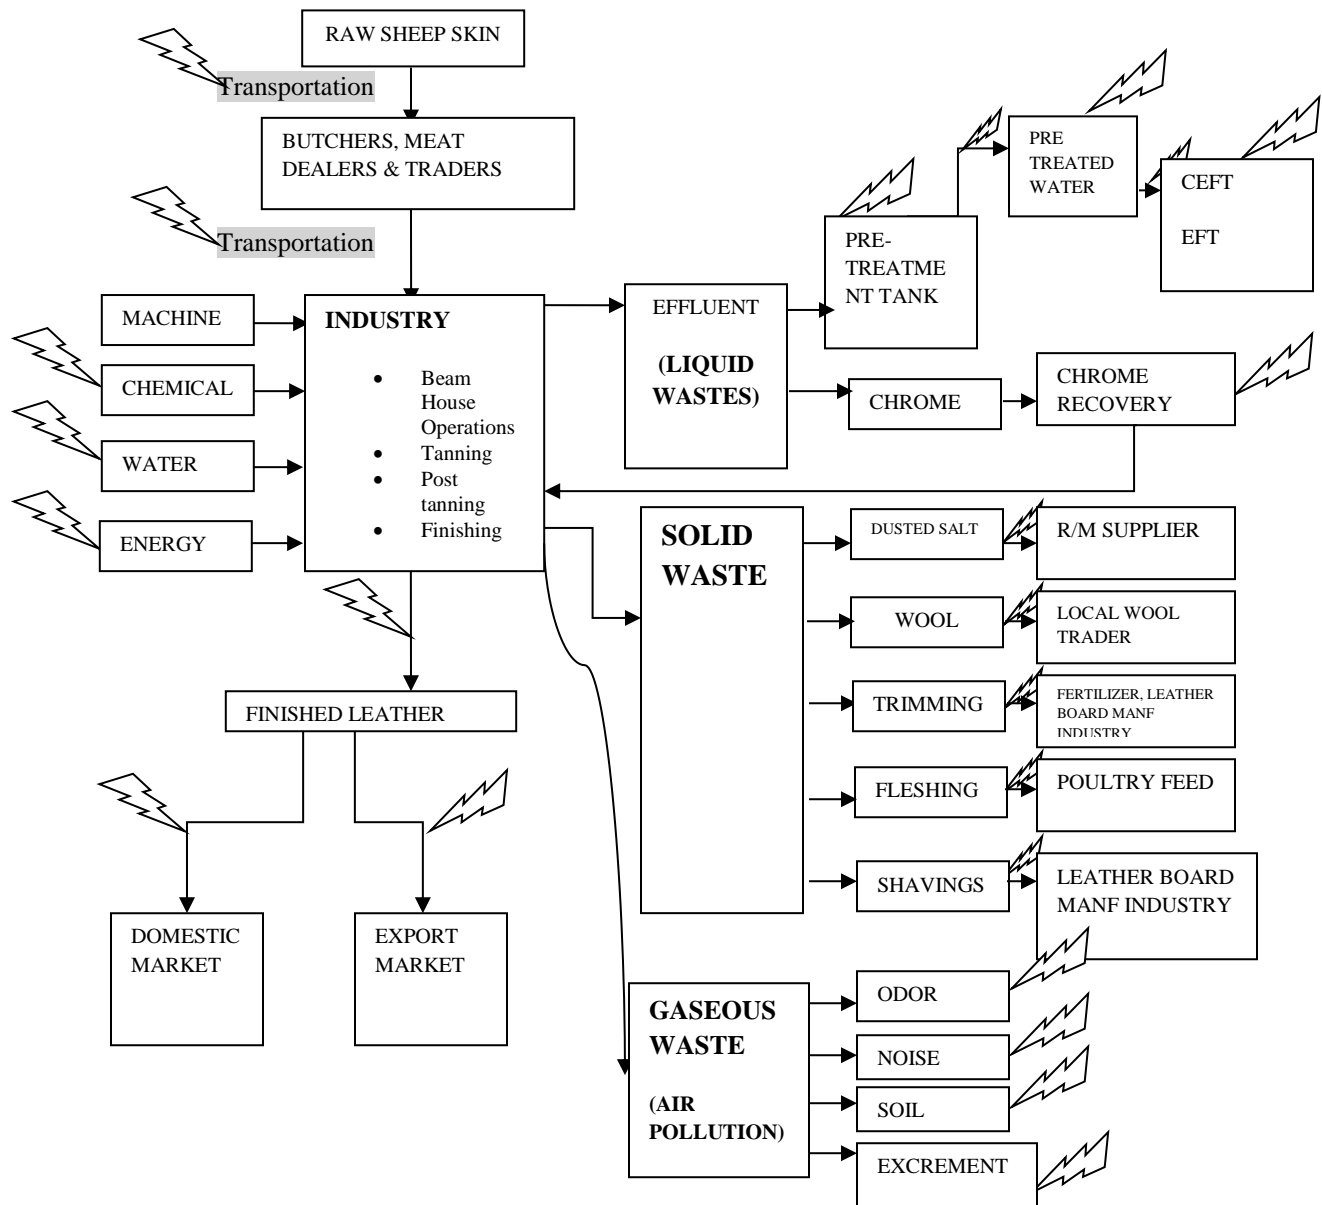 RAW SHEEP SKIN
Transportation
BUTCHERS, MEAT
DEALERS & TRADERS
Transportation
MACHINE
CHEMICAL
WATER
ENERGY
INDUSTRY
• Beam
House
Operations
• Tanning
• Post
tanning
• Finishing
FINISHED LEATHER
DOMESTIC
MARKET
EXPORT
MARKET
EFFLUENT
(LIQUID
WASTES)
PRE-
TREATME
NT TANK
PRE
TREATED
WATER
CEFT
EFT
CHROME
CHROME
RECOVERY
SOLID
WASTE
DUSTED SALT
R/M SUPPLIER
WOOL
LOCAL WOOL
TRADER
TRIMMING
FERTILIZER, LEATHER
BOARD MANF
INDUSTRY
FLESHING
POULTRY FEED
SHAVINGS
LEATHER BOARD
MANF INDUSTRY
GASEOUS
WASTE
(AIR
POLLUTION)
ODOR
NOISE
SOIL
EXCREMENT